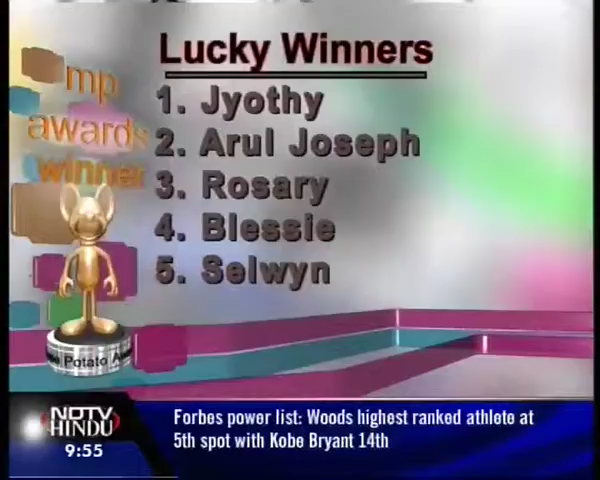 Lucky Winners
mp
awards
winner
1. Jyothy
2. Arul Joseph
3. Rosary
4. Blessie
5. Selwyn
Potato
NDTV
HINDU
9:55
Forbes power list: Woods highest ranked athlete at
5th spot with Kobe Bryant 14th